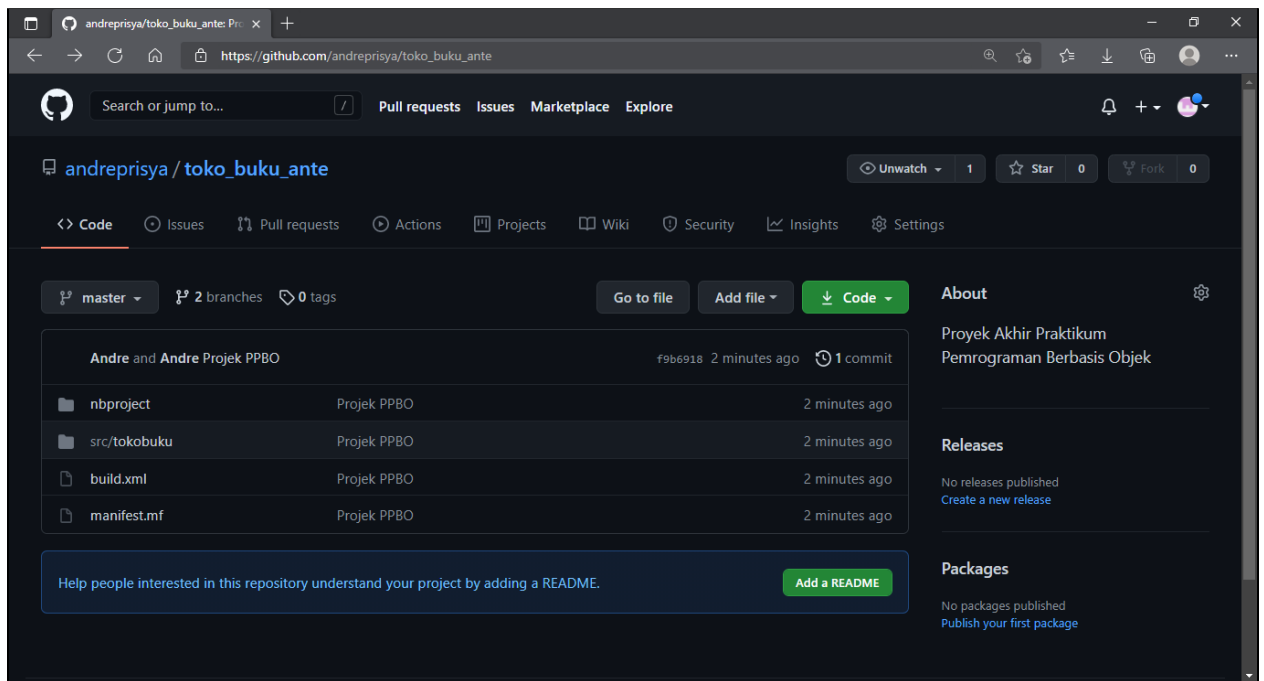 andreprisya/toko_buku_ante: Pro
https://github.com/andreprisya/toko_buku_ante
Search or jump to... / Pull requests Issues Marketplace Explore
andreprisya / toko_buku_ante Unwatch 1 Star 0 Fork 0
<> Code Issues Pull requests Actions Projects Wiki Security Insights Settings
master 2 branches 0 tags Go to file Add file Code About
Proyek Akhir Praktikum
Pemrograman Berbasis Objek
Andre and Andre Projek PPBO f9b6918 2 minutes ago 1 commit
nbproject Projek PPBO 2 minutes ago
src/tokobuku Projek PPBO 2 minutes ago
build.xml Projek PPBO 2 minutes ago
manifest.mf Projek PPBO 2 minutes ago
Help people interested in this repository understand your project by adding a README. Add a README
Releases
No releases published
Create a new release
Packages
No packages published
Publish your first package